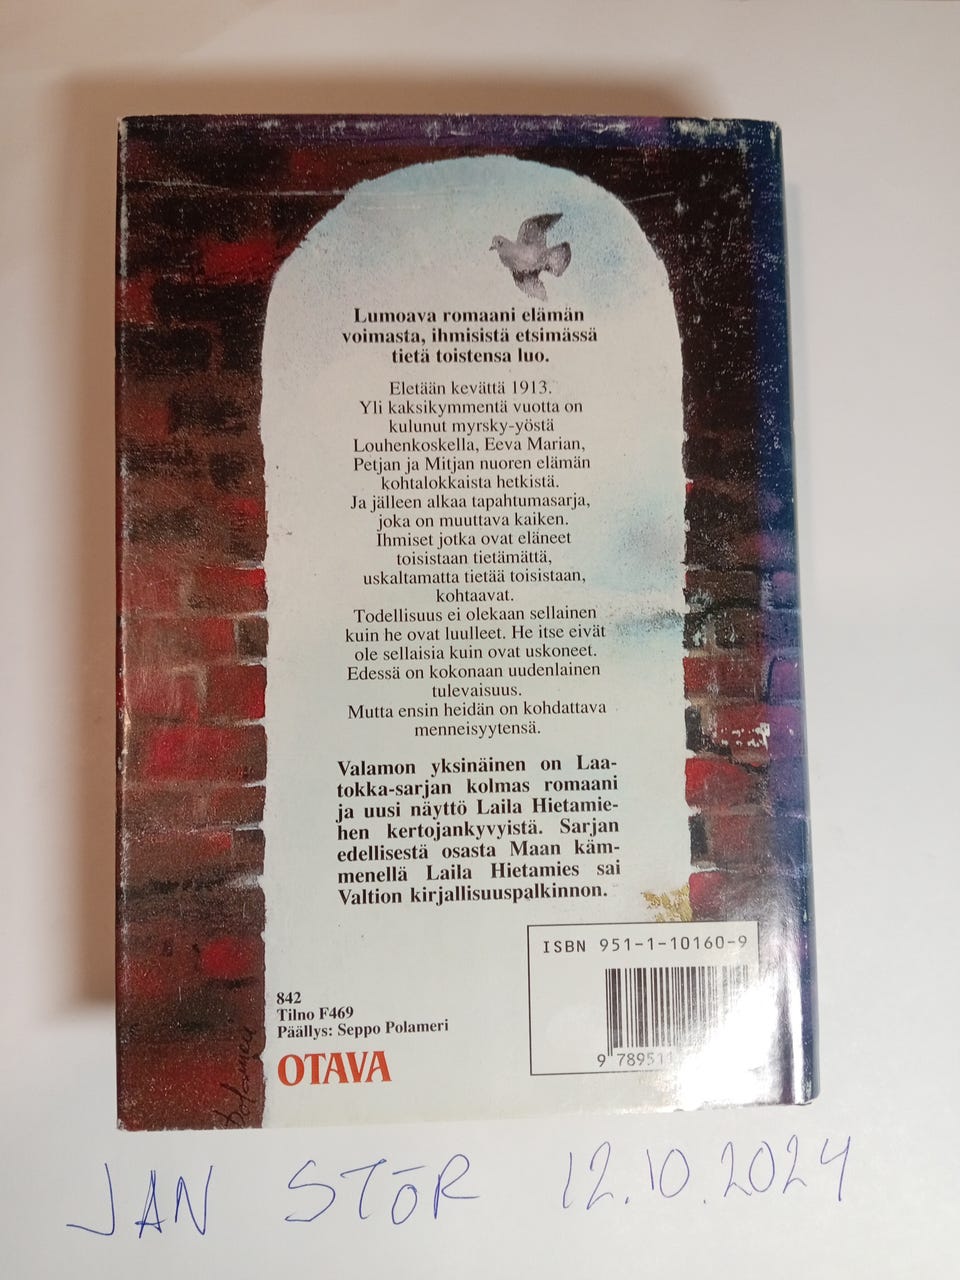 Lumoava romaani elämän
voimasta, ihmisistä etsimässä
tietä toistensa luo.
Eletään kevättä 1913.
Yli kaksikymmentä vuotta on
kulunut myrsky-yöstä
Louhenkoskella, Eeva Marian,
Petjan ja Mitjan nuoren elämän
kohtalokkaista hetkistä.
Ja jälleen alkaa tapahtumasarja,
joka on muuttava kaiken.
Ihmiset jotka ovat eläneet
toisistaan tietämättä,
uskaltamatta tietää toisistaan,
kohtaavat.
Todellisuus ei olekaan sellainen
kuin he ovat luulleet. He itse eivät
ole sellaisia kuin ovat uskoneet.
Edessä on kokonaan uudenlainen
tulevaisuus.
Mutta ensin heidän on kohdattava
menneisyytensä.
Valamon yksinäinen on Laa-
tokka-sarjan kolmas romaani
ja uusi näyttö Laila Hietamie-
hen kertojankyvyistä. Sarjan
edellisestä osasta Maan käm-
menellä Laila Hietamies sai
Valtion kirjallisuuspalkinnon.
ISBN 951-1-10160-9
9 789511
842
Tilno F469
Päällys: Seppo Polameri
OTAVA
Polameri
JAN STÖR 12.10.2024